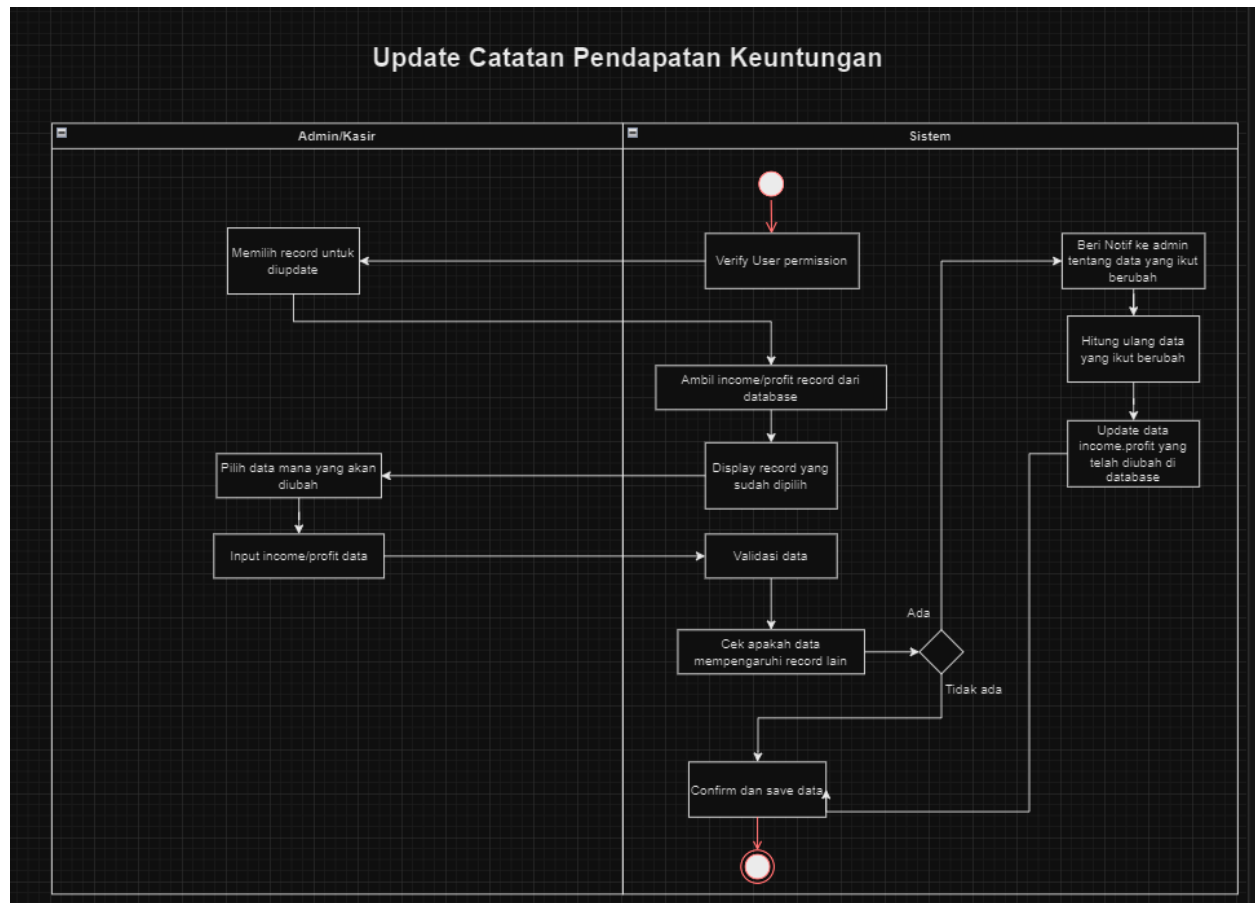 Update Catatan Pendapatan Keuntungan
Admin/Kasir
Sistem
Verify User permission
Memilih record untuk
diupdate
Ambil income/profit record dari
database
Display record yang
sudah dipilih
Pilih data mana yang akan
diubah
Input income/profit data
Validasi data
Cek apakah data
mempengaruhi record lain
Ada
Tidak ada
Beri Notif ke admin
tentang data yang ikut
berubah
Hitung ulang data
yang ikut berubah
Update data
income.profit yang
telah diubah di
database
Confirm dan save data